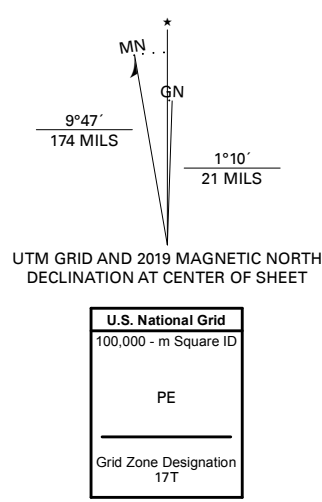 MN
GN
9°47´
174 MILS
1°10´
21 MILS
UTM GRID AND 2019 MAGNETIC NORTH
DECLINATION AT CENTER OF SHEET
U.S. National Grid
100,000 - m Square ID
PE
Grid Zone Designation
17T